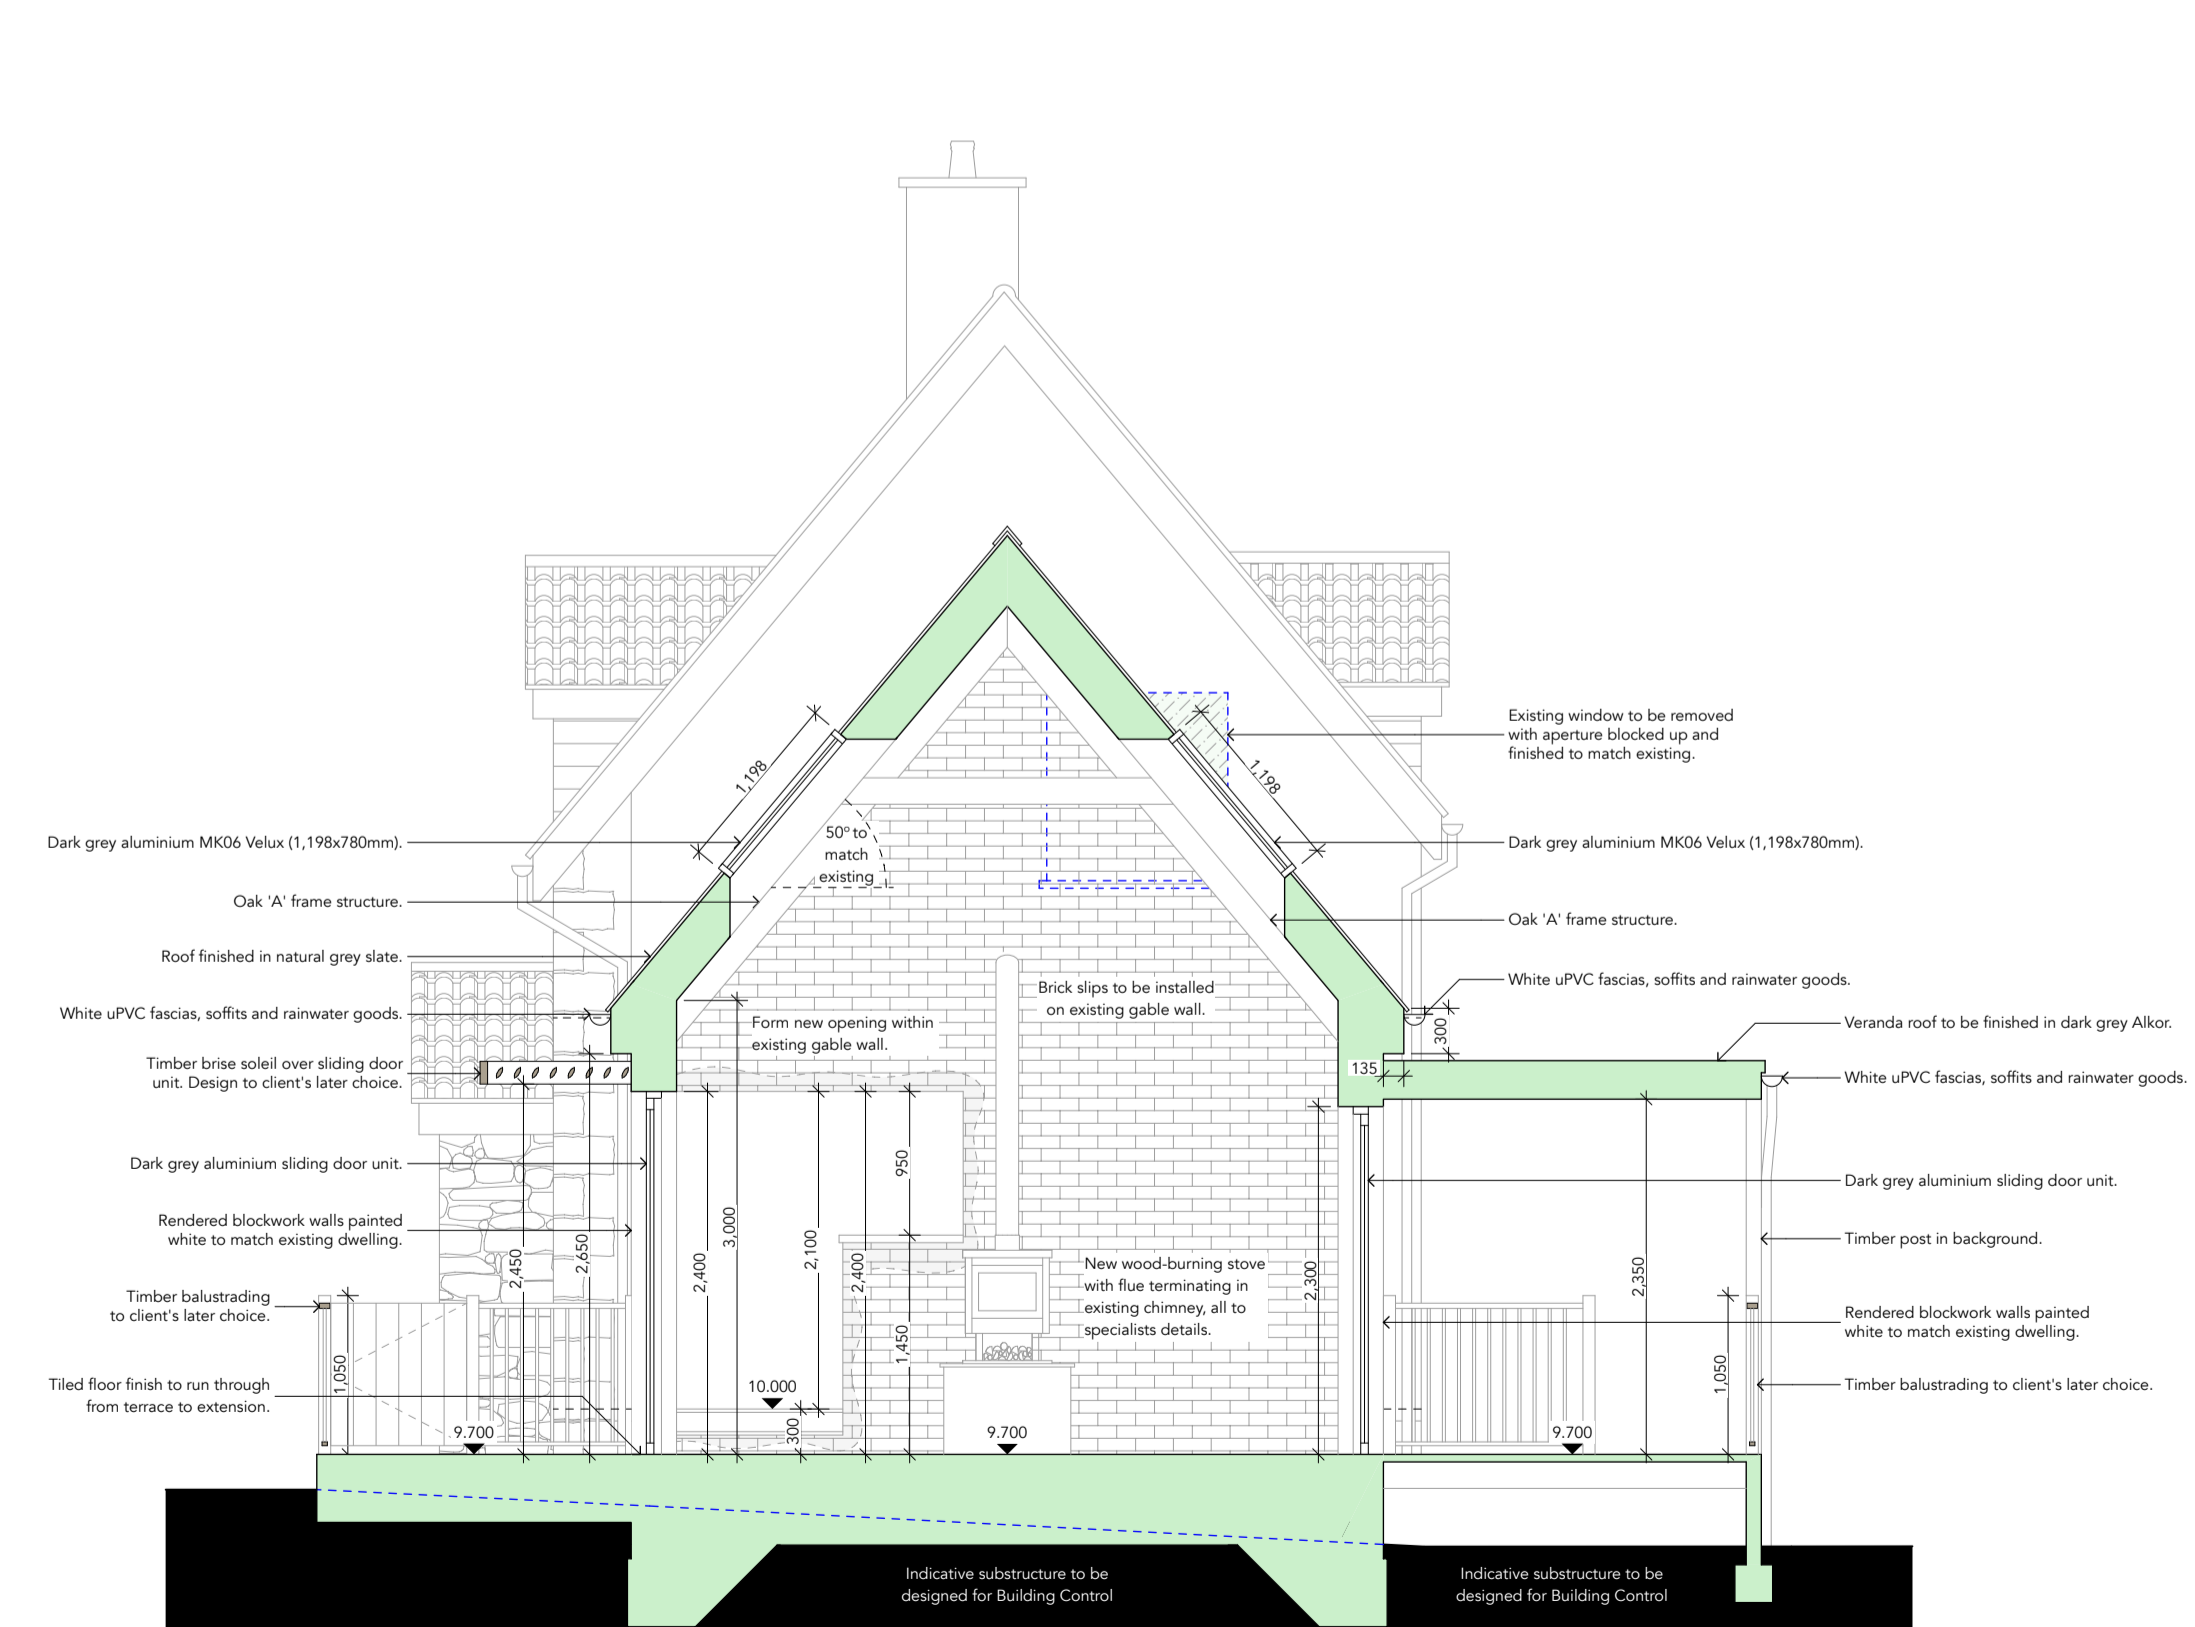 Existing window to be removed
with aperture blocked up and
finished to match existing.
1,198
1,198
Dark grey aluminium MK06 Velux (1,198x780mm).
50º to
match
existing
Dark grey aluminium MK06 Velux (1,198x780mm).
Oak 'A' frame structure.
Oak 'A' frame structure.
Roof finished in natural grey slate.
White uPVC fascias, soffits and rainwater goods.
Brick slips to be installed
on existing gable wall.
White uPVC fascias, soffits and rainwater goods.
Form new opening within
existing gable wall.
300
Veranda roof to be finished in dark grey Alkor.
Timber brise soleil over sliding door
unit. Design to client's later choice.
135
White uPVC fascias, soffits and rainwater goods.
Dark grey aluminium sliding door unit.
950
Dark grey aluminium sliding door unit.
Rendered blockwork walls painted
white to match existing dwelling.
Timber post in background.
2,450
2,650
2,400
3,000
2,100
2,400
New wood-burning stove
with flue terminating in
existing chimney, all to
specialists details.
2,300
2,350
Timber balustrading
to client's later choice.
Rendered blockwork walls painted
white to match existing dwelling.
1,050
1,450
1,050
Tiled floor finish to run through
from terrace to extension.
10.000
Timber balustrading to client's later choice.
9.700
300
9.700
9.700
Indicative substructure to be
designed for Building Control
Indicative substructure to be
designed for Building Control